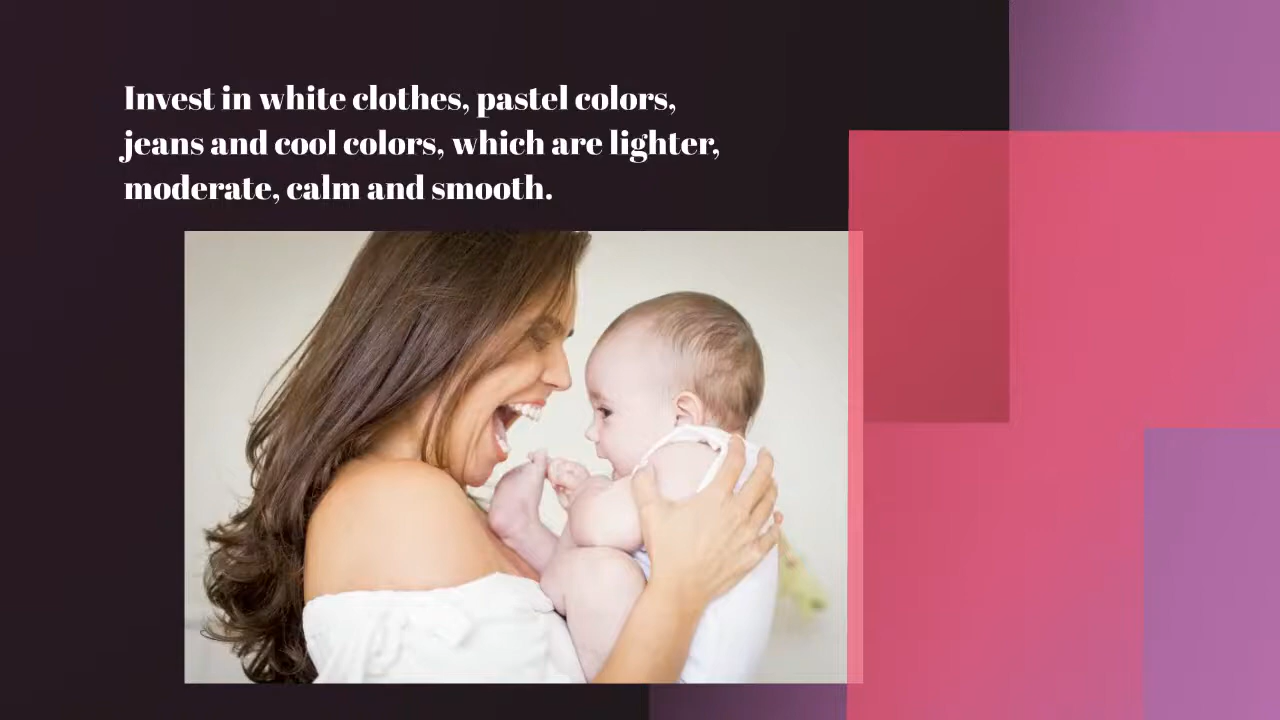 Invest in white clothes, pastel colors,
jeans and cool colors, which are lighter,
moderate, calm and smooth.